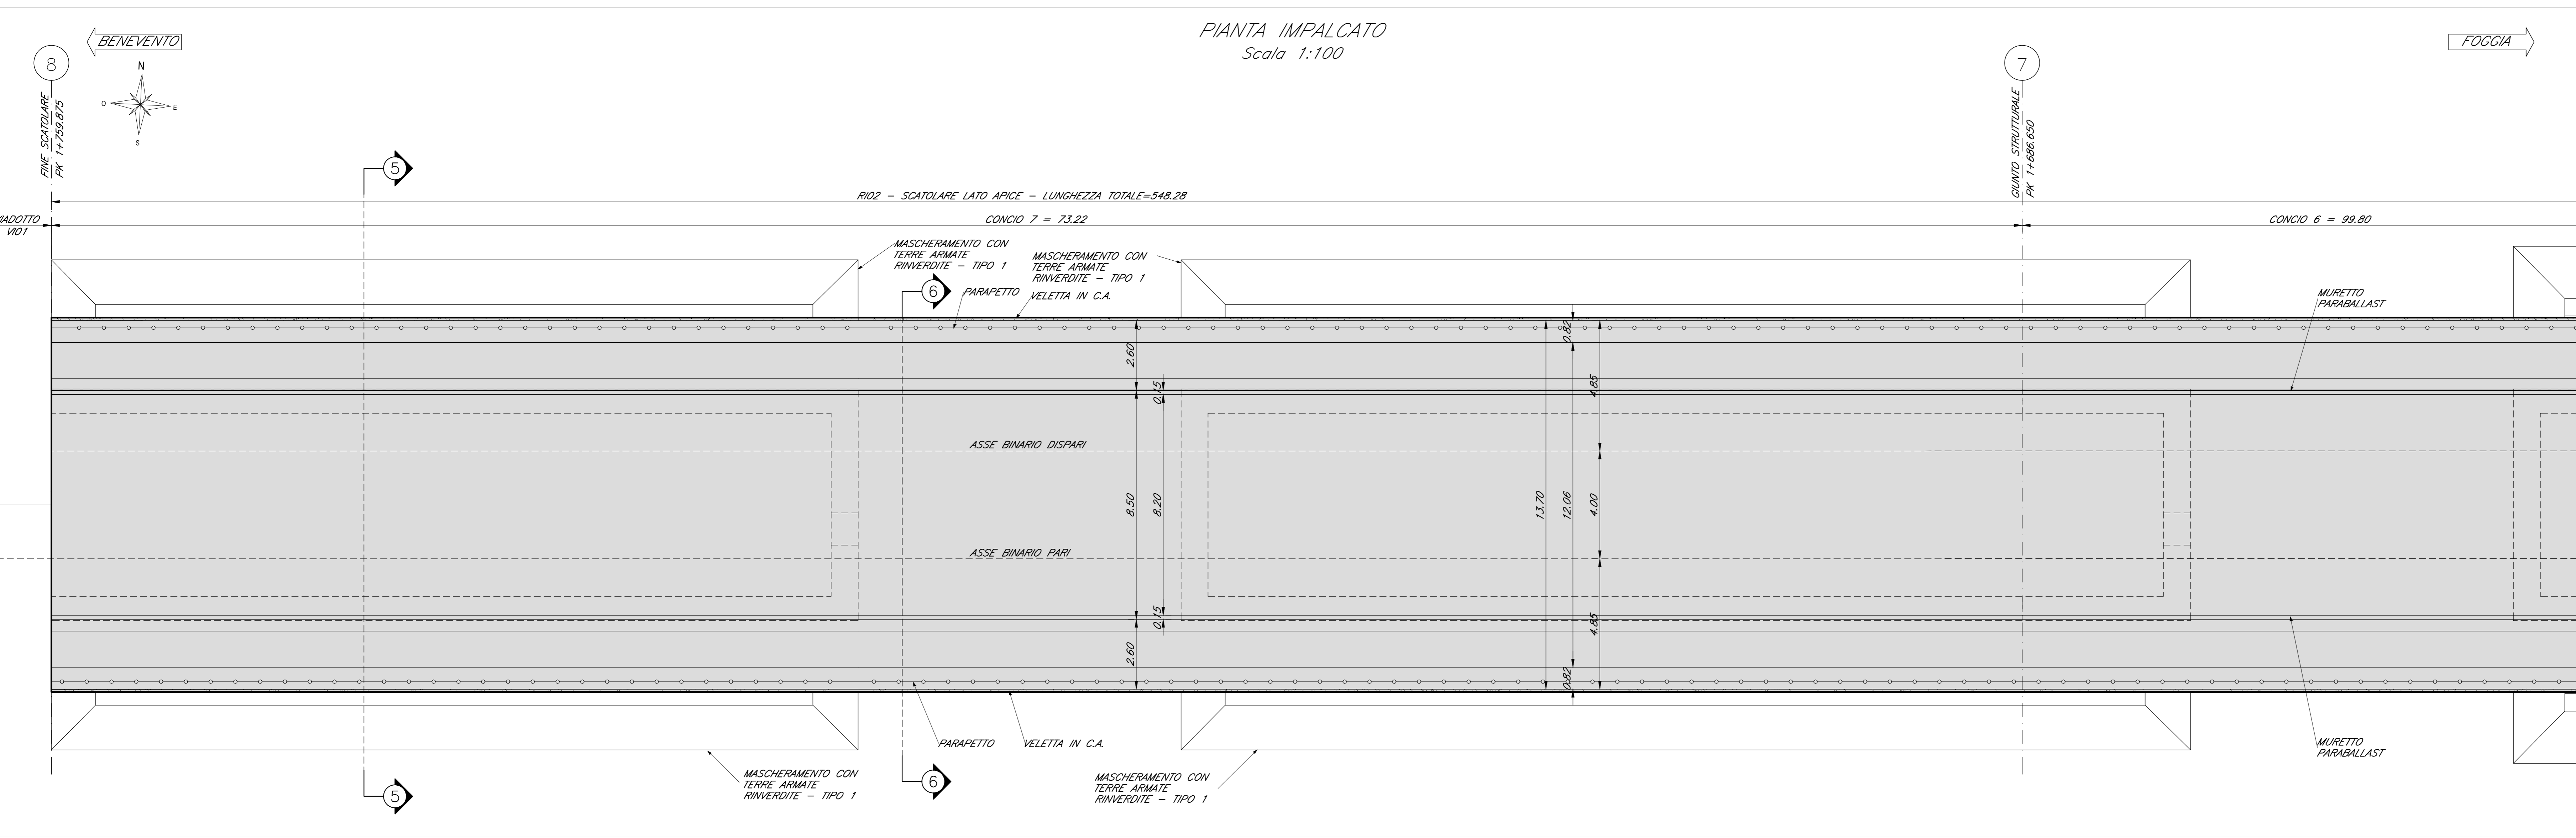 PIANTA IMPALCATO
Scala 1:100
BENEVENTO
FOGGIA
8
7
N
O
E
S
FINE SCATOLARE
PK 1+759.875
GIUNTO STRUTTURALE
PK 1+686.650
5
RI02 - SCATOLARE LATO APICE - LUNGHEZZA TOTALE=548.28
VI01
CONCIO 7 = 73.22
CONCIO 6 = 99.80
MASCHERAMENTO CON
TERRE ARMATE
RINVERDITE - TIPO 1
MASCHERAMENTO CON
TERRE ARMATE
RINVERDITE - TIPO 1
6
PARAPETTO
VELETTA IN C.A.
MURETTO
PARABALLAST
0.82
2.60
0.15
4.85
ASSE BINARIO DISPARI
8.50
8.20
13.70
12.06
4.00
ASSE BINARIO PARI
0.15
4.85
2.60
0.82
PARAPETTO
VELETTA IN C.A.
MURETTO
PARABALLAST
MASCHERAMENTO CON
TERRE ARMATE
RINVERDITE - TIPO 1
MASCHERAMENTO CON
TERRE ARMATE
RINVERDITE - TIPO 1
5
6